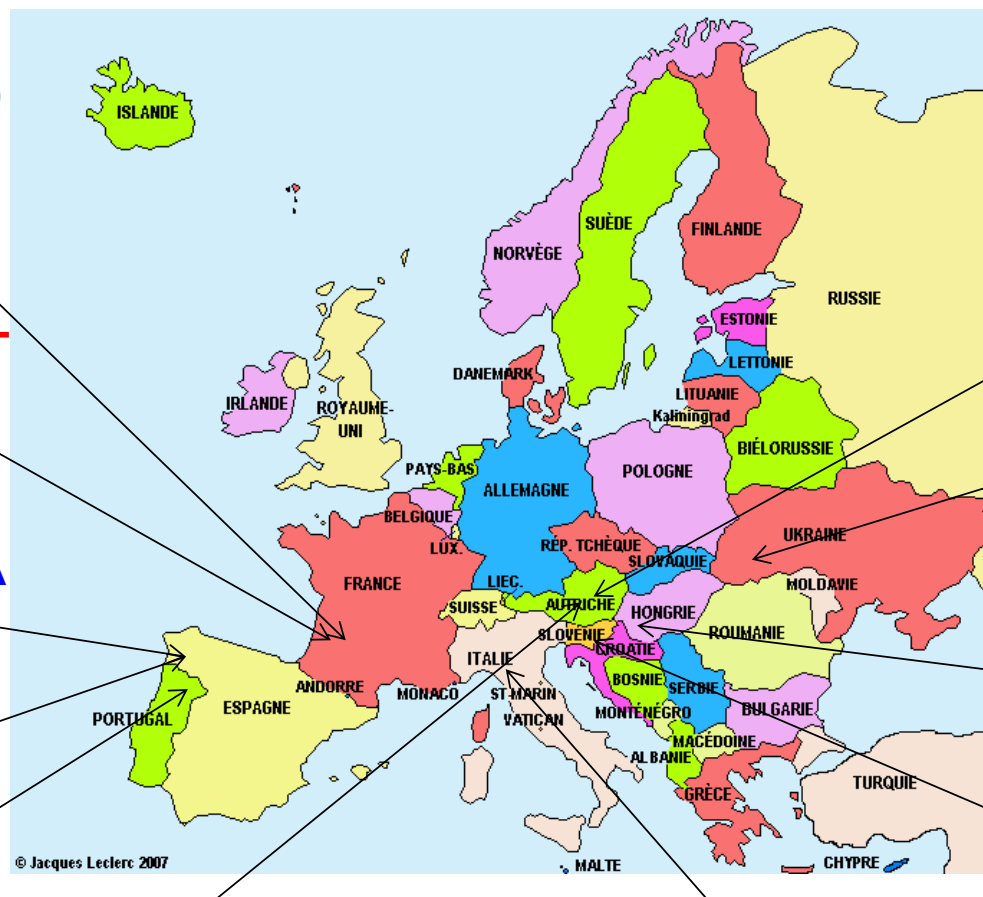 ISLANDE
SUÈDE
FINLANDE
NORVÈGE
RUSSIE
ESTONIE
LETTONIE
DANEMARK
LITUANIE
IRLANDE
ROYAUME-
UNI
Kaliningrad
BIÉLORUSSIE
PAYS-BAS
POLOGNE
ALLEMAGNE
BELGIQUE
UKRAINE
LUX.
RÉP. TCHÈQUE
SLOVAQUIE
FRANCE
LIEC.
MOLDAVIE
SUISSE
AUTRICHE
HONGRIE
ROUMANIE
SLOVÉNIE
CROATIE
ITALIE
BOSNIE
ANDORRE
MONACO
ST-MARIN
SERBIE
ESPAGNE
PORTUGAL
VATICAN
MONTÉNÉGRO
BULGARIE
MACÉDOINE
ALBANIE
TURQUIE
GRÈCE
© Jacques Leclerc 2007
MALTE
CHYPRE